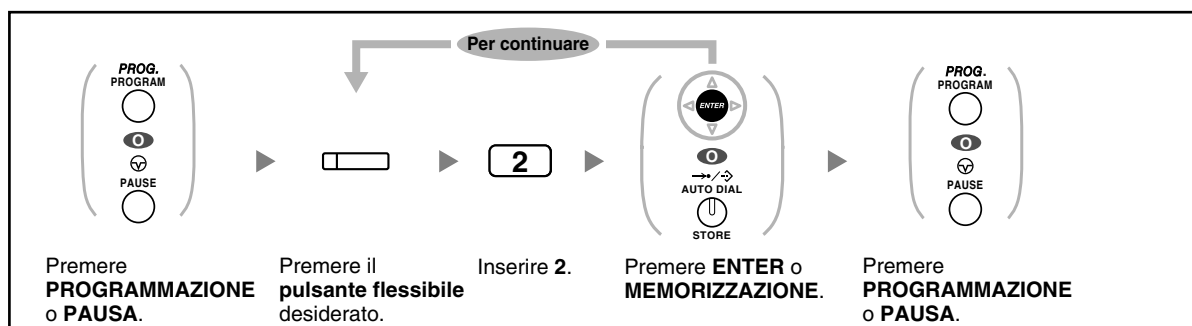 Per continuare
PROG.
PROGRAM
O
PAUSE
2
ENTER
O
AUTO DIAL
STORE
PROG.
PROGRAM
O
PAUSE
Premere
PROGRAMMAZIONE
o PAUSA.
Premere il
pulsante flessibile
desiderato.
Inserire 2.
Premere ENTER o
MEMORIZZAZIONE.
Premere
PROGRAMMAZIONE
o PAUSA.